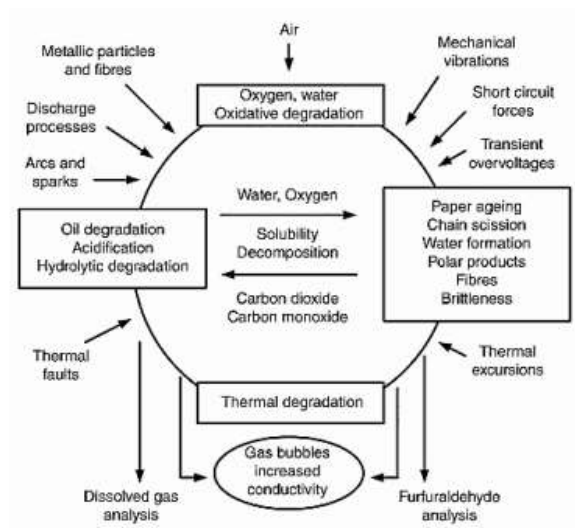 Air
Metallic particles
and fibres
Mechanical
vibrations
Oxygen, water
Oxidative degradation
Discharge
processes
Short circuit
forces
Transient
overvoltages
Arcs and
sparks
Water, Oxygen
Solubility
Decomposition
Carbon dioxide
Carbon monoxide
Oil degradation
Acidification
Hydrolytic degradation
Paper ageing
Chain scission
Water formation
Polar products
Fibres
Brittleness
Thermal
faults
Thermal
excursions
Thermal degradation
Gas bubbles
increased
conductivity
Dissolved gas
analysis
Furfuraldehyde
analysis